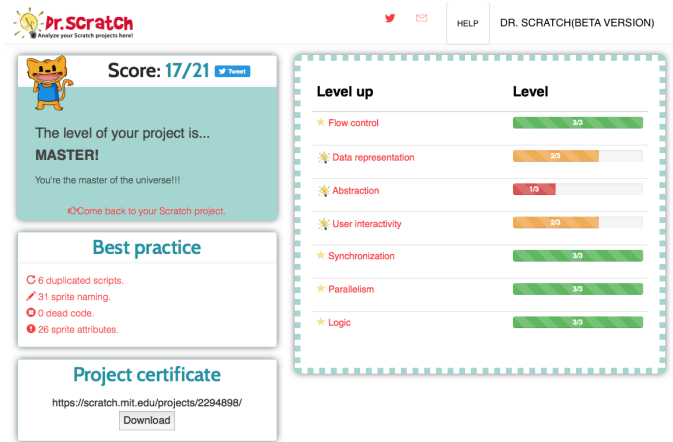 Dr.Scratch
Analyze your Scratch projects here!
HELP
DR. SCRATCH(BETA VERSION)
Score: 17/21
Tweet
The level of your project is...
MASTER!
You're the master of the universe!!!
Come back to your Scratch project.
Best practice
6 duplicated scripts.
31 sprite naming.
0 dead code.
26 sprite attributes.
Project certificate
https://scratch.mit.edu/projects/2294898/
Download
Level up Level
Flow control 3/3
Data representation 2/3
Abstraction 1/3
User interactivity 2/3
Synchronization 3/3
Parallelism 3/3
Logic 3/3